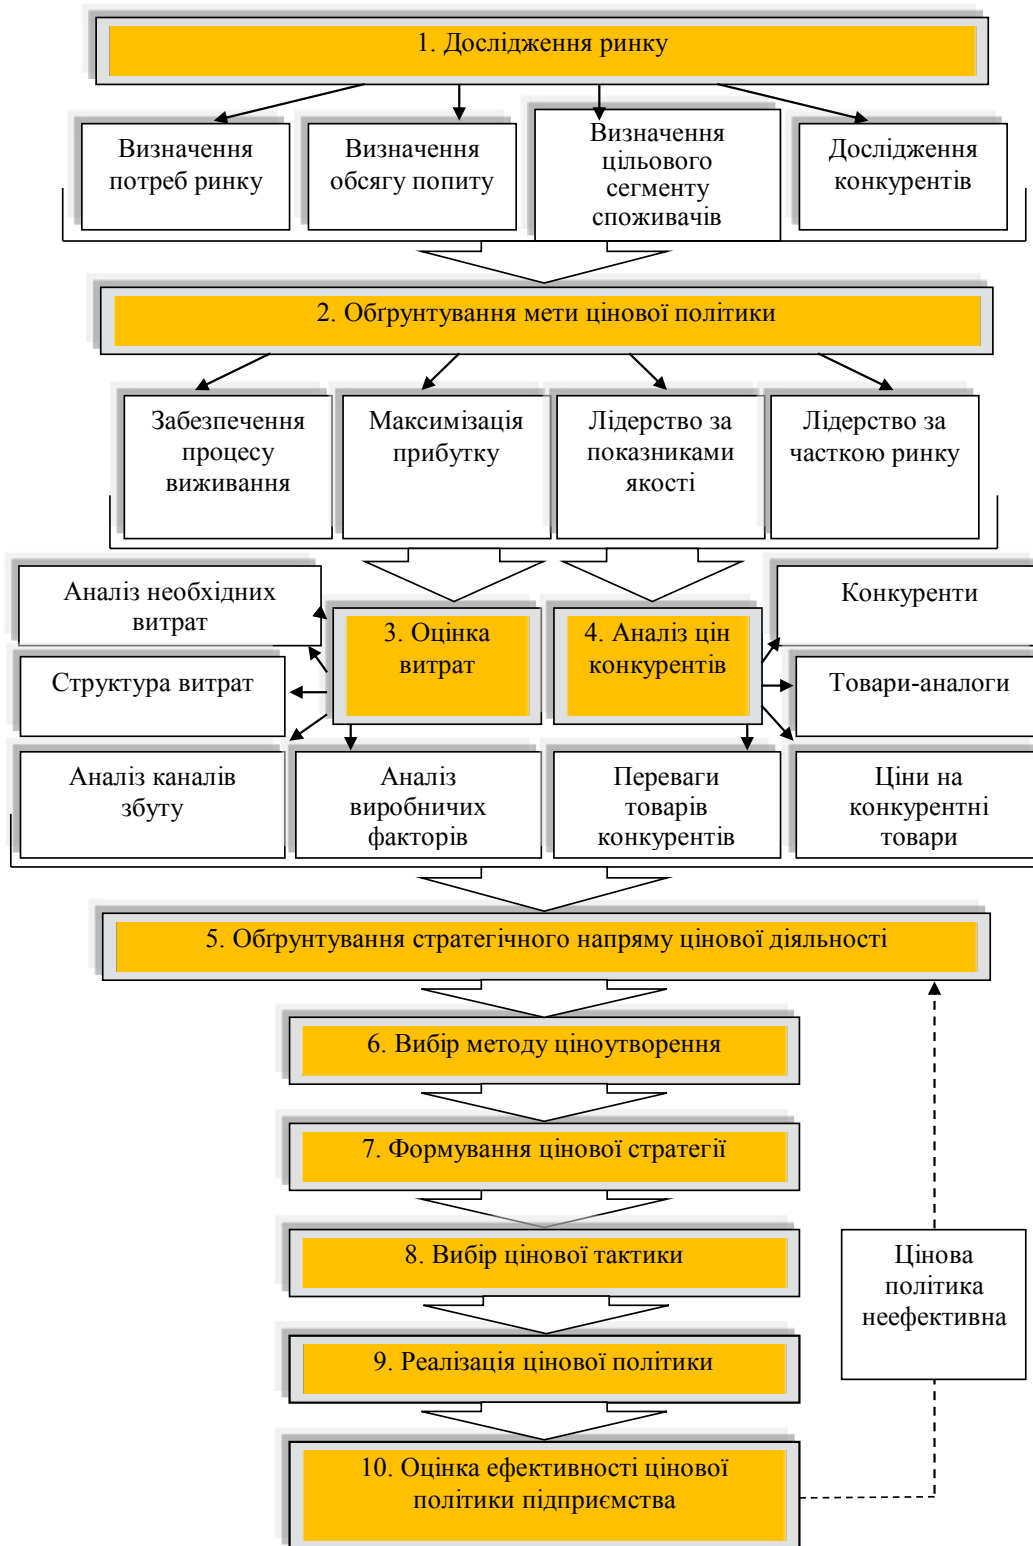 1. Дослідження ринку
Визначення
потреб ринку
Визначення
обсягу попиту
Визначення
цільового
сегменту
споживачів
Дослідження
конкурентів
2. Обґрунтування мети цінової політики
Забезпечення
процесу
виживання
Максимізація
прибутку
Лідерство за
показниками
якості
Лідерство за
часткою ринку
Аналіз необхідних
витрат
3. Оцінка
витрат
4. Аналіз цін
конкурентів
Конкуренти
Структура витрат
Товари-аналоги
Аналіз каналів
збуту
Аналіз
виробничих
факторів
Переваги
товарів
конкурентів
Ціни на
конкурентні
товари
5. Обґрунтування стратегічного напряму цінової діяльності
6. Вибір методу ціноутворення
7. Формування цінової стратегії
8. Вибір цінової тактики
Цінова
політика
неефективна
9. Реалізація цінової політики
10. Оцінка ефективності цінової
політики підприємства